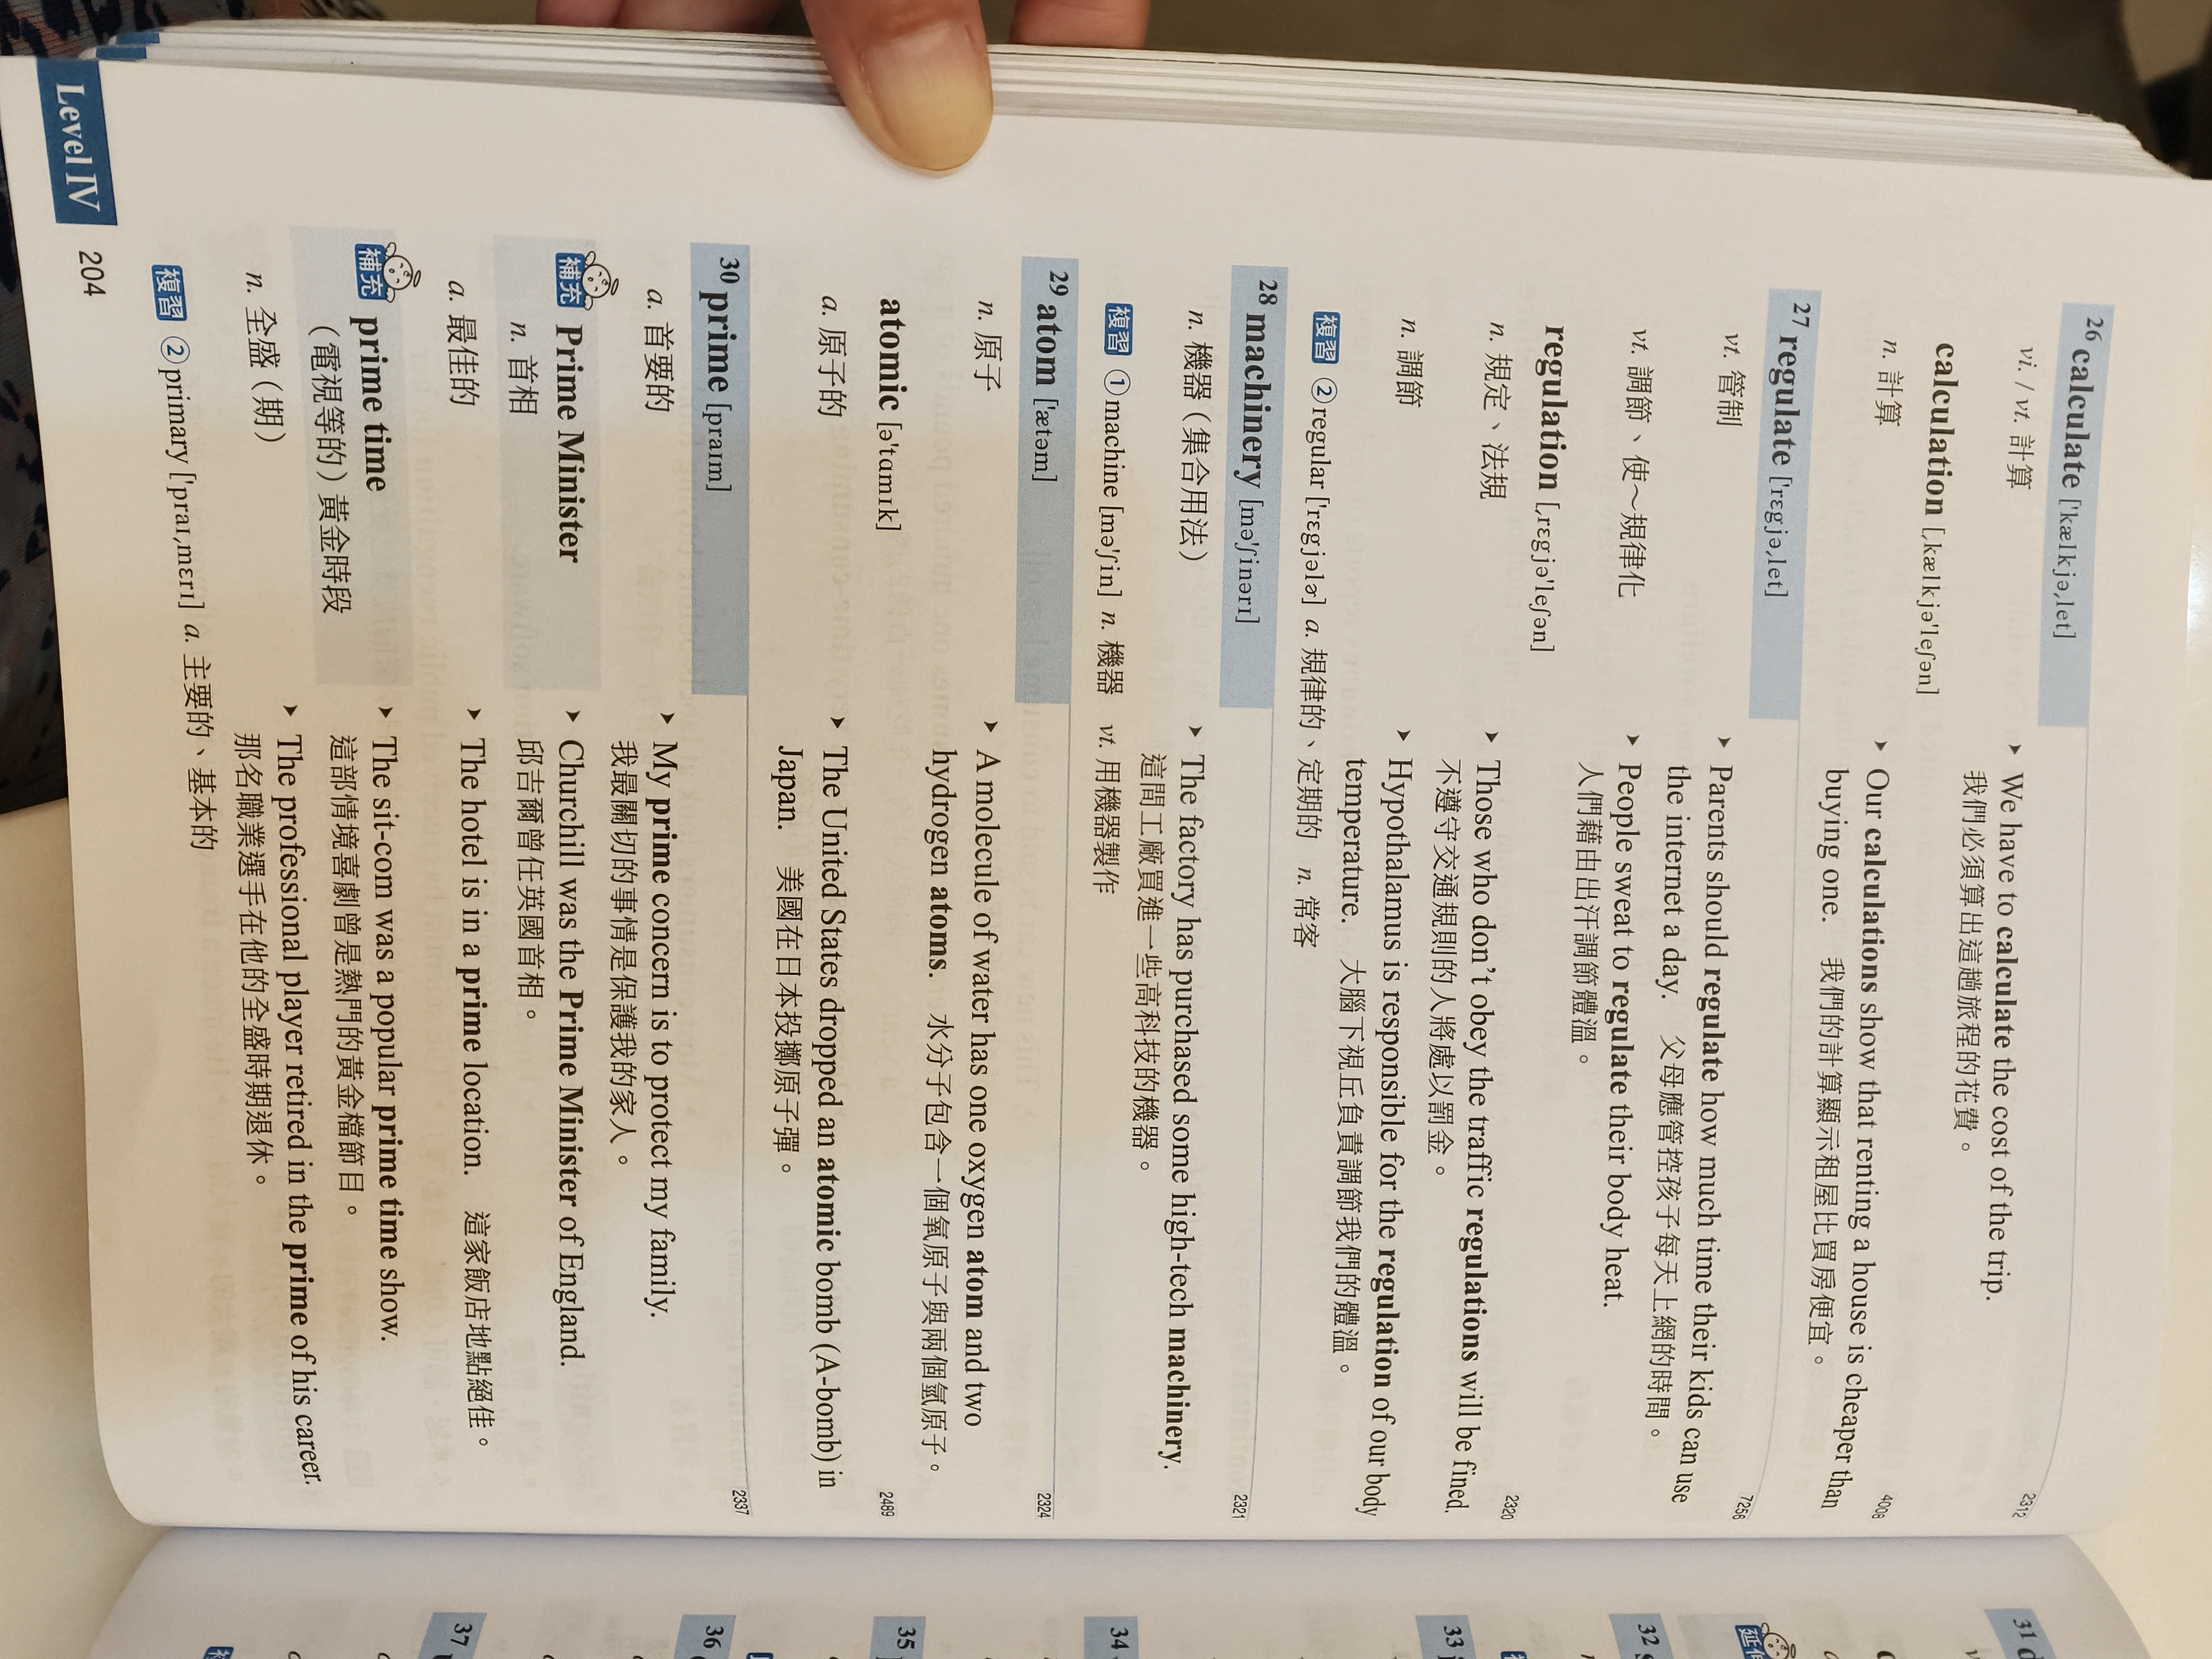 26 calculate [ˈkælkjəˌlet] 2312
vi. / vt. 計算
➤ We have to calculate the cost of the trip.
我們必須算出這趟旅程的花費。
calculation [ˌkælkjəˈleʃən] 4008
n. 計算
➤ Our calculations show that renting a house is cheaper than
buying one. 我們的計算顯示租屋比買房便宜。
27 regulate [ˈrɛgjəˌlet] 7256
vt. 管制
➤ Parents should regulate how much time their kids can use
the internet a day. 父母應管控孩子每天上網的時間。
vt. 調節、使～規律化
➤ People sweat to regulate their body heat.
人們藉由出汗調節體溫。
regulation [ˌrɛgjəˈleʃən] 2320
n. 規定、法規
➤ Those who don't obey the traffic regulations will be fined.
不遵守交通規則的人將處以罰金。
n. 調節
➤ Hypothalamus is responsible for the regulation of our body
temperature. 大腦下視丘負責調節我們的體溫。
複習 ②regular [ˈrɛgjələ˞] a. 規律的、定期的 n. 常客
28 machinery [məˈʃinərɪ] 2321
n. 機器（集合用法）
➤ The factory has purchased some high-tech machinery.
這間工廠買進一些高科技的機器。
複習 ①machine [məˈʃin] n. 機器 vt. 用機器製作
29 atom [ˈætəm] 2324
n. 原子
➤ A molecule of water has one oxygen atom and two
hydrogen atoms. 水分子包含一個氧原子與兩個氫原子。
atomic [əˈtɑmɪk] 2489
a. 原子的
➤ The United States dropped an atomic bomb (A-bomb) in
Japan. 美國在日本投擲原子彈。
30 prime [praɪm] 2337
a. 首要的
➤ My prime concern is to protect my family.
我最關切的事情是保護我的家人。
補充 Prime Minister
n. 首相
➤ Churchill was the Prime Minister of England.
邱吉爾曾任英國首相。
a. 最佳的
➤ The hotel is in a prime location. 這家飯店地點絕佳。
補充 prime time
（電視等的）黃金時段
➤ The sit-com was a popular prime time show.
這部情境喜劇曾是熱門的黃金檔節目。
n. 全盛（期）
➤ The professional player retired in the prime of his career.
那名職業選手在他的全盛時期退休。
複習 ②primary [ˈpraɪˌmɛrɪ] a. 主要的、基本的
Level IV 204
31
32
33
34
35
36
37